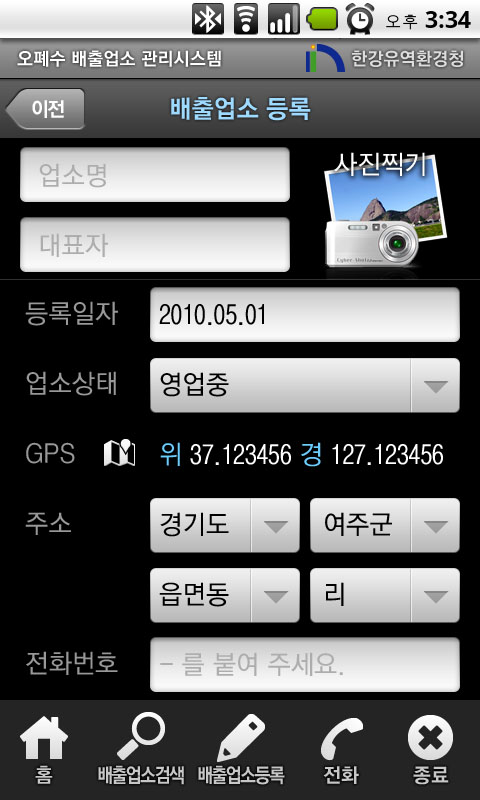 오후 3:34
오폐수 배출업소 관리시스템 한강유역환경청
이전 배출업소 등록
업소명
사진찍기
대표자
등록일자 2010.05.01
업소상태 영업중
GPS 위 37.123456 경 127.123456
주소 경기도 여주군
읍면동 리
전화번호 - 를 붙여 주세요.
홈 배출업소검색 배출업소등록 전화 종료